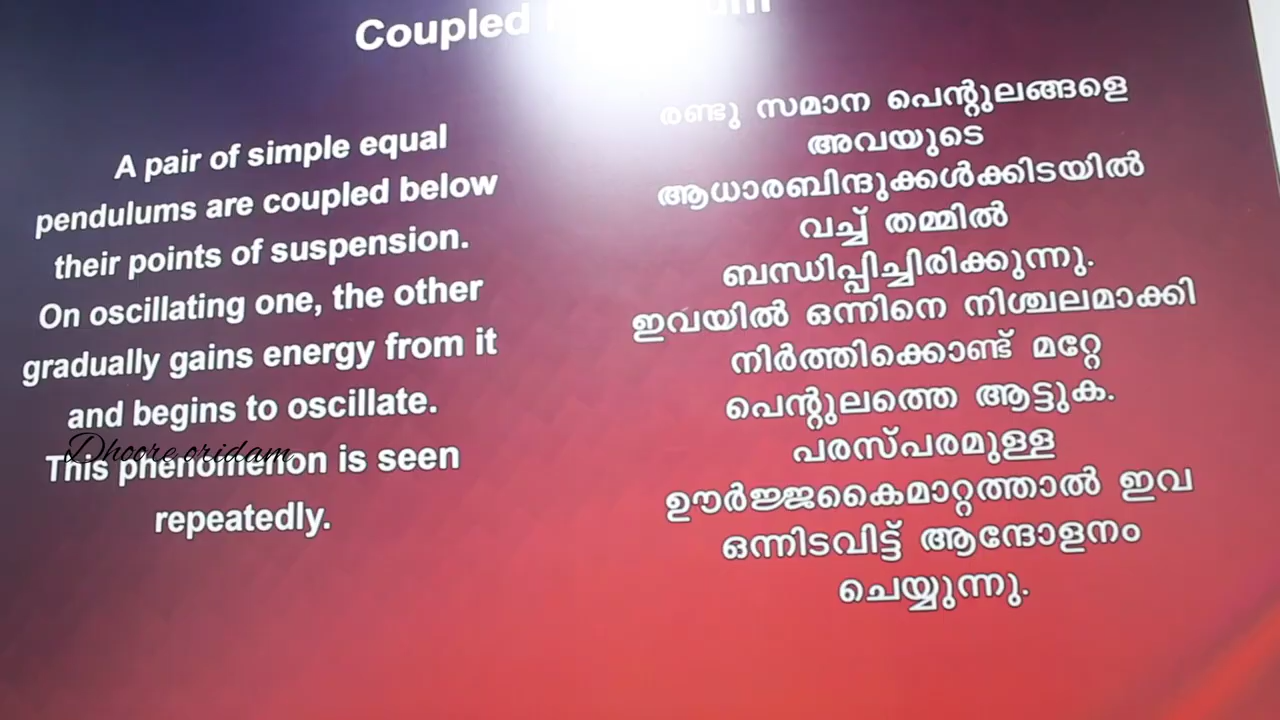 Coupled
A pair of simple equal
pendulums are coupled below
their points of suspension.
On oscillating one, the other
gradually gains energy from it
and begins to oscillate.
This phenomenon is seen
repeatedly.
Dhoore oridam
രണ്ടു സമാന പെന്റുലങ്ങളെ
അവയുടെ
ആധാരബിന്ദുക്കൾക്കിടയിൽ
വച്ച് തമ്മിൽ
ബന്ധിപ്പിച്ചിരിക്കുന്നു.
ഇവയിൽ ഒന്നിനെ നിശ്ചലമാക്കി
നിർത്തിക്കൊണ്ട് മറ്റേ
പെന്റുലത്തെ ആട്ടുക.
പരസ്പരമുള്ള
ഊർജ്ജകൈമാറ്റത്താൽ ഇവ
ഒന്നിടവിട്ട് ആന്ദോളനം
ചെയ്യുന്നു.